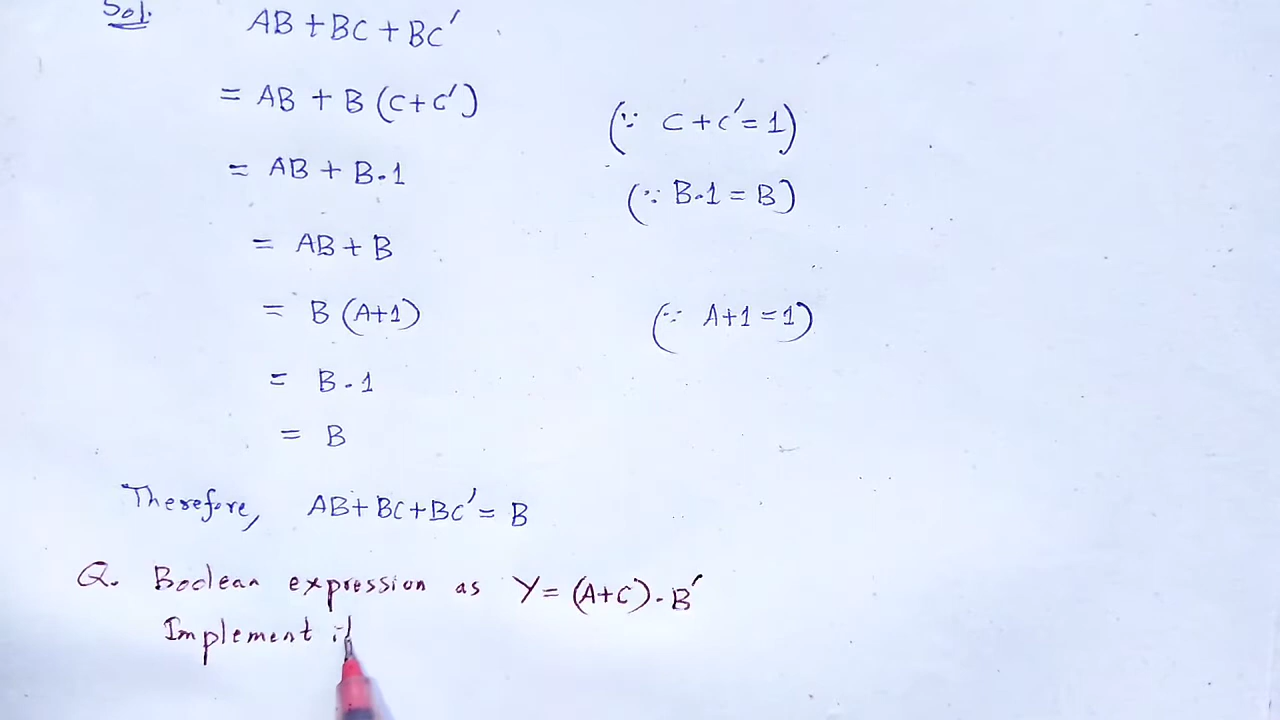 Sol.
AB + BC + BC'
= AB + B (C+C') (∵ C+C'=1)
= AB + B.1 (∵ B.1 = B)
= AB + B
= B (A+1) (∵ A+1=1)
= B.1
= B
Therefore, AB+BC+BC' = B
Q. Boolean expression as Y= (A+C).B'
Implement it